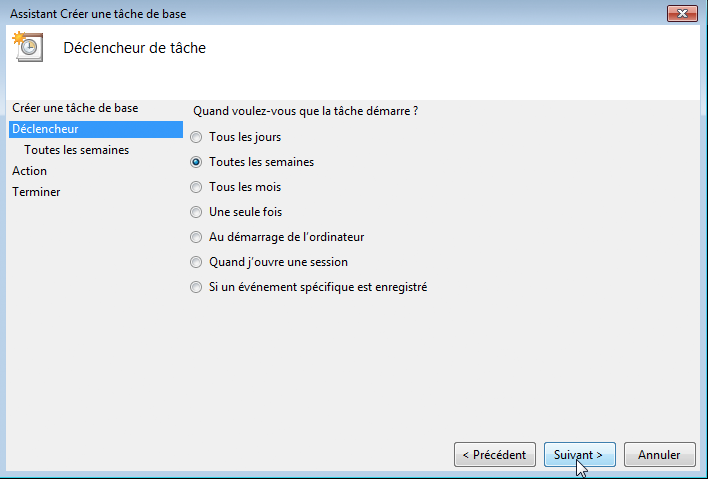 Assistant Créer une tâche de base
Déclencheur de tâche
Créer une tâche de base
Déclencheur
Toutes les semaines
Action
Terminer
Quand voulez-vous que la tâche démarre ?
Tous les jours
Toutes les semaines
Tous les mois
Une seule fois
Au démarrage de l'ordinateur
Quand j'ouvre une session
Si un événement spécifique est enregistré
< Précédent
Suivant >
Annuler